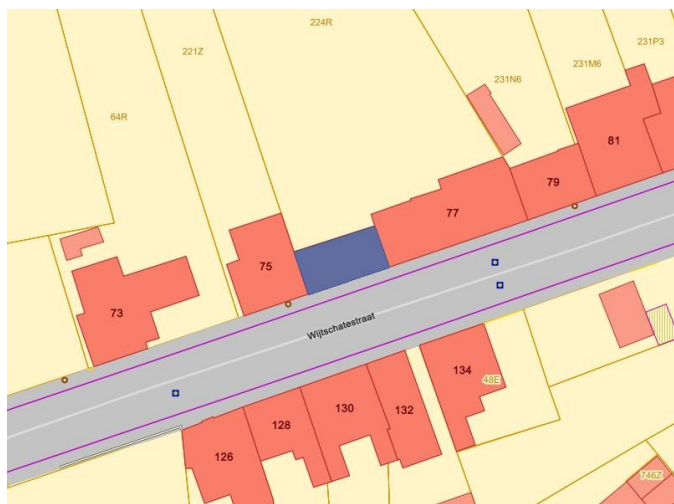 224R
221Z
231P3
231M6
231N6
64R
81
79
77
75
73
Wijtschatestraat
134
48E
132
130
128
126
746Z